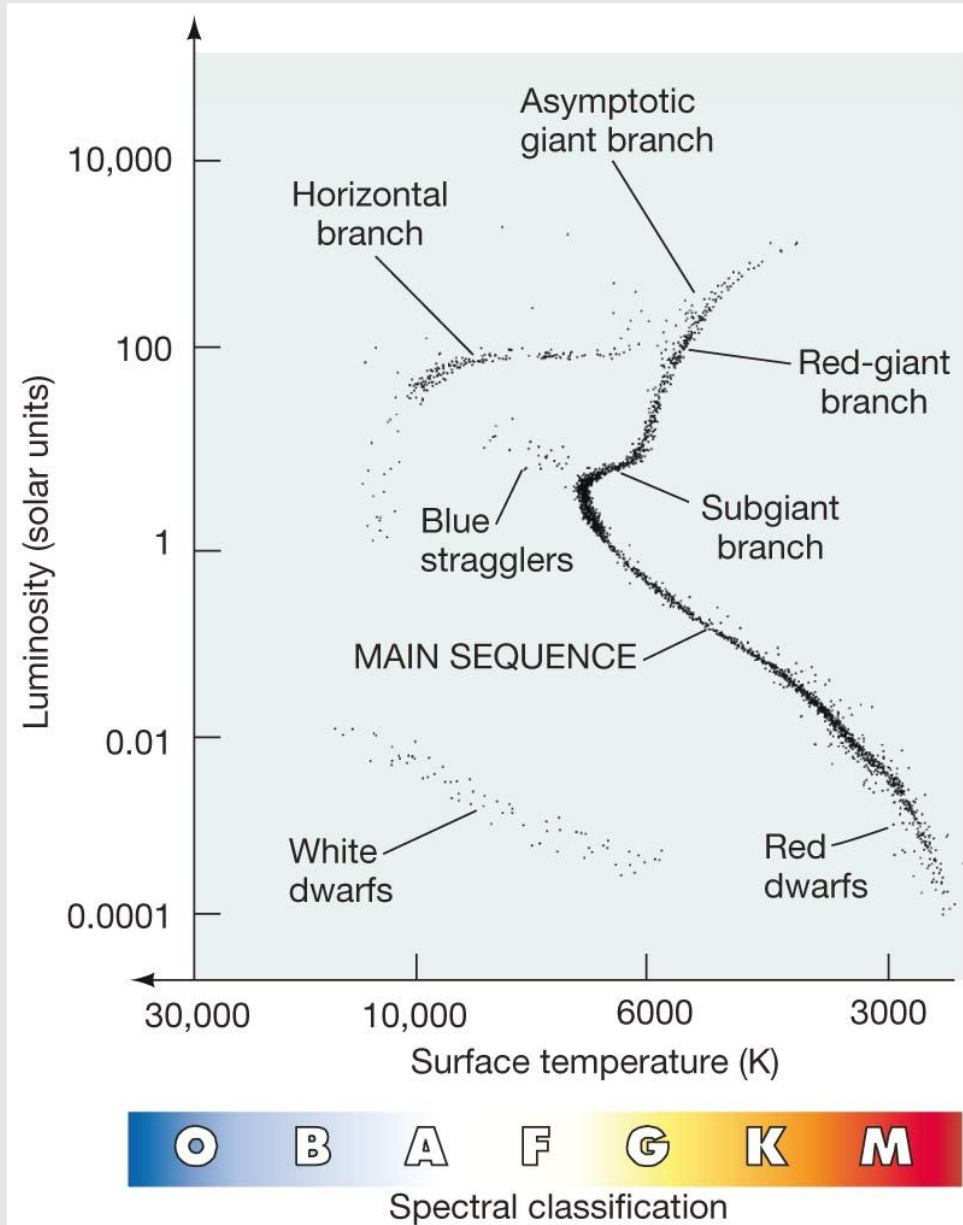 Asymptotic
giant branch
10,000
Horizontal
branch
100
Red-giant
branch
Luminosity (solar units)
Subgiant
branch
Blue
stragglers
1
MAIN SEQUENCE
0.01
White
dwarfs
Red
dwarfs
0.0001
30,000 10,000 6000 3000
Surface temperature (K)
O B A F G K M
Spectral classification